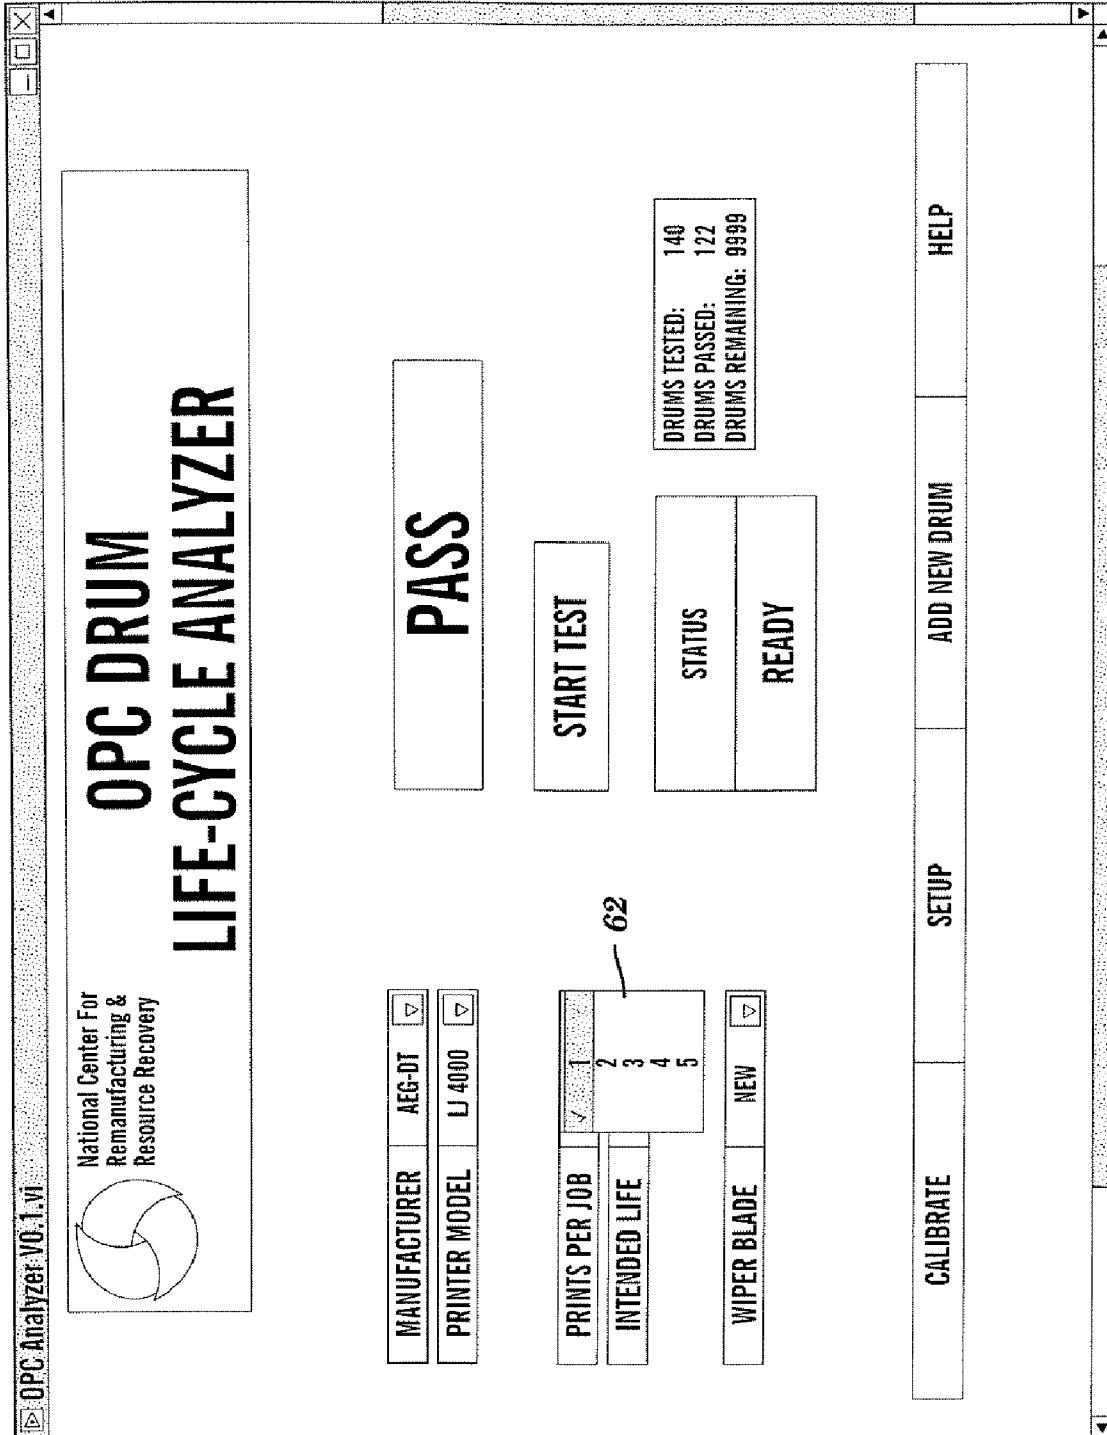 OPC Analyzer V0.1.vi
National Center For
Remanufacturing &
Resource Recovery
OPC DRUM
LIFE-CYCLE ANALYZER
MANUFACTURER AEG-DT
PRINTER MODEL LJ 4000
PASS
PRINTS PER JOB
✓ 1
2
3
4
5
62
INTENDED LIFE
WIPER BLADE NEW
START TEST
STATUS
READY
DRUMS TESTED: 140
DRUMS PASSED: 122
DRUMS REMAINING: 9999
CALIBRATE
SETUP
ADD NEW DRUM
HELP